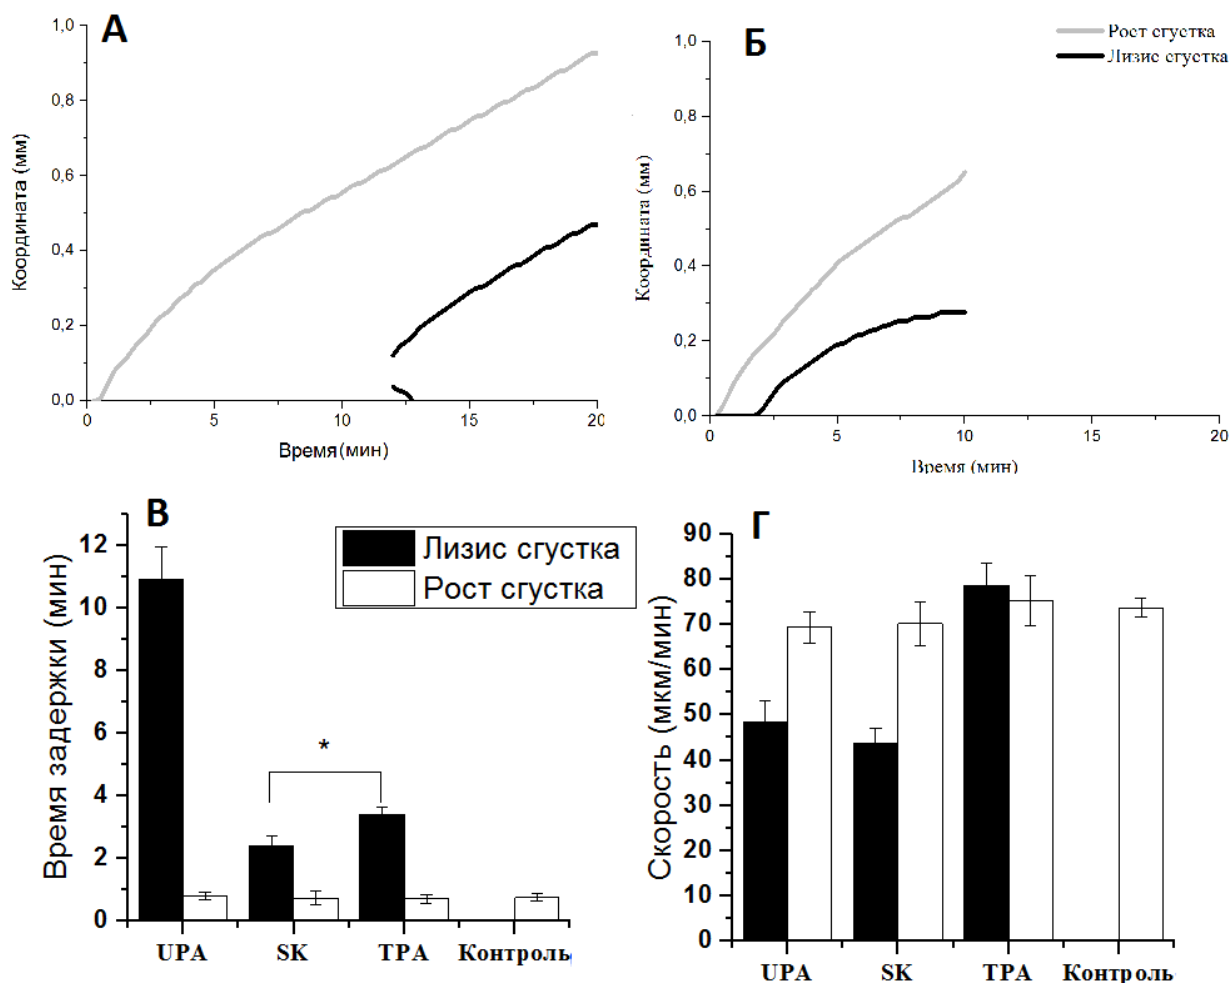 А
1,0
0,8
0,6
0,4
0,2
0,0
Координата (мм)
0
5
10
15
20
Время(мин)
Б
Рост сгустка
Лизис сгустка
1,0
0,8
0,6
0,4
0,2
0,0
Координата (мм)
0
5
10
15
20
Время (мин)
В
Лизис сгустка
Рост сгустка
12
10
8
6
4
2
0
Время задержки (мин)
*
UPA
SK
TPA
Контроль
Г
90
80
70
60
50
40
30
20
10
0
Скорость (мкм/мин)
UPA
SK
TPA
Контроль